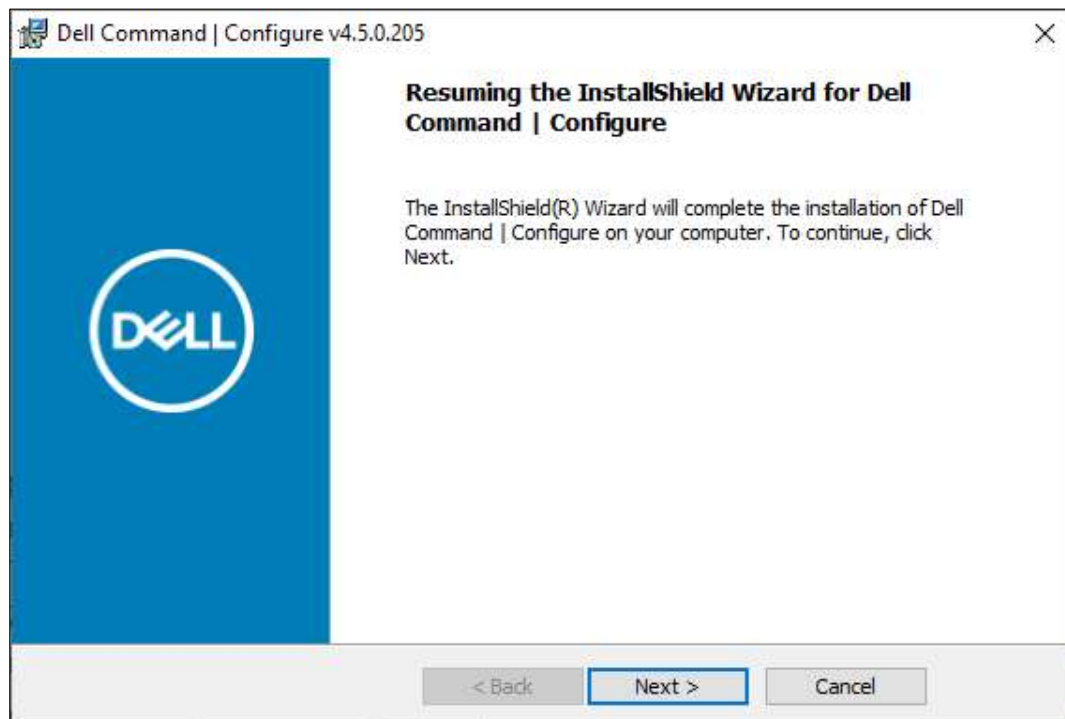 Dell Command | Configure v4.5.0.205
Resuming the InstallShield Wizard for Dell
Command | Configure
The InstallShield(R) Wizard will complete the installation of Dell
Command | Configure on your computer. To continue, click
Next.
DELL
< Back
Next >
Cancel